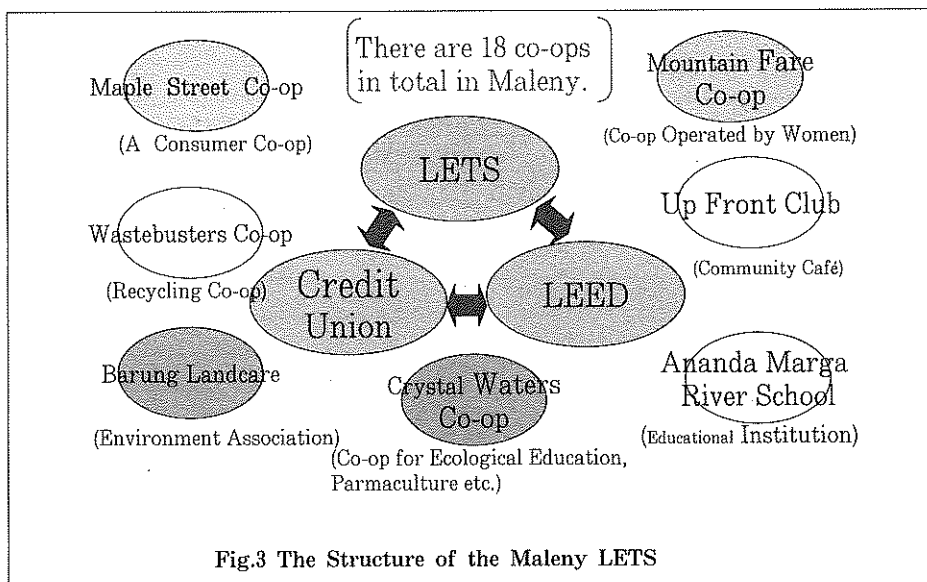 There are 18 co-ops
in total in Maleny.
Maple Street Co-op
(A Consumer Co-op)
Mountain Fare
Co-op
(Co-op Operated by Women)
LETS
Wastebusters Co-op
(Recycling Co-op)
Up Front Club
(Community Café)
Credit
Union
LEED
Barung Landcare
(Environment Association)
Crystal Waters
Co-op
(Co-op for Ecological Education,
Parmaculture etc.)
Ananda Marga
River School
(Educational Institution)
Fig.3 The Structure of the Maleny LETS